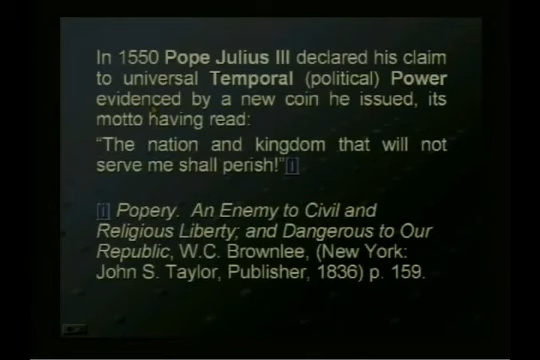 In 1550 Pope Julius III declared his claim
to universal Temporal (political) Power
evidenced by a new coin he issued, its
motto having read:
“The nation and kingdom that will not
serve me shall perish!”[i]
[i] Popery. An Enemy to Civil and
Religious Liberty; and Dangerous to Our
Republic, W.C. Brownlee, (New York:
John S. Taylor, Publisher, 1836) p. 159.